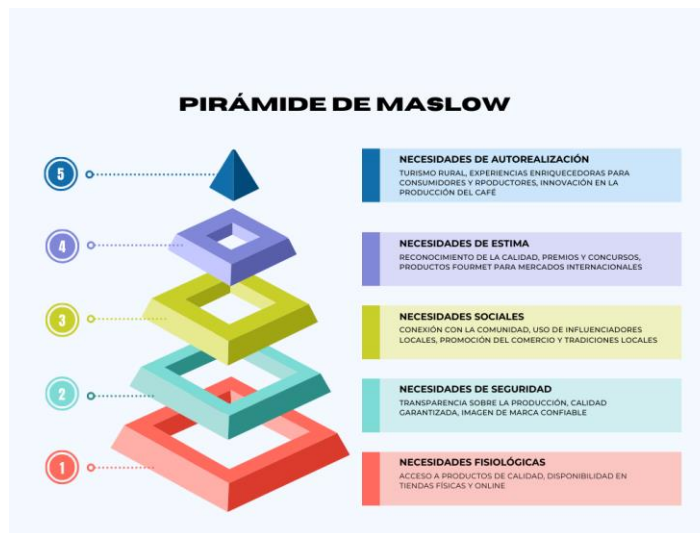 PIRÁMIDE DE MASLOW
5
NECESIDADES DE AUTOREALIZACIÓN
TURISMO RURAL, EXPERIENCIAS ENRIQUECEDORAS PARA
CONSUMIDORES Y RPODUCTORES, INNOVACIÓN EN LA
PRODUCCIÓN DEL CAFÉ
4
NECESIDADES DE ESTIMA
RECONOCIMIENTO DE LA CALIDAD, PREMIOS Y CONCURSOS,
PRODUCTOS FOURMET PARA MERCADOS INTERNACIONALES
3
NECESIDADES SOCIALES
CONEXIÓN CON LA COMUNIDAD, USO DE INFLUENCIADORES
LOCALES, PROMOCIÓN DEL COMERCIO Y TRADICIONES LOCALES
2
NECESIDADES DE SEGURIDAD
TRANSPARENCIA SOBRE LA PRODUCCIÓN, CALIDAD
GARANTIZADA, IMAGEN DE MARCA CONFIABLE
1
NECESIDADES FISIOLÓGICAS
ACCESO A PRODUCTOS DE CALIDAD, DISPONIBILIDAD EN
TIENDAS FÍSICAS Y ONLINE